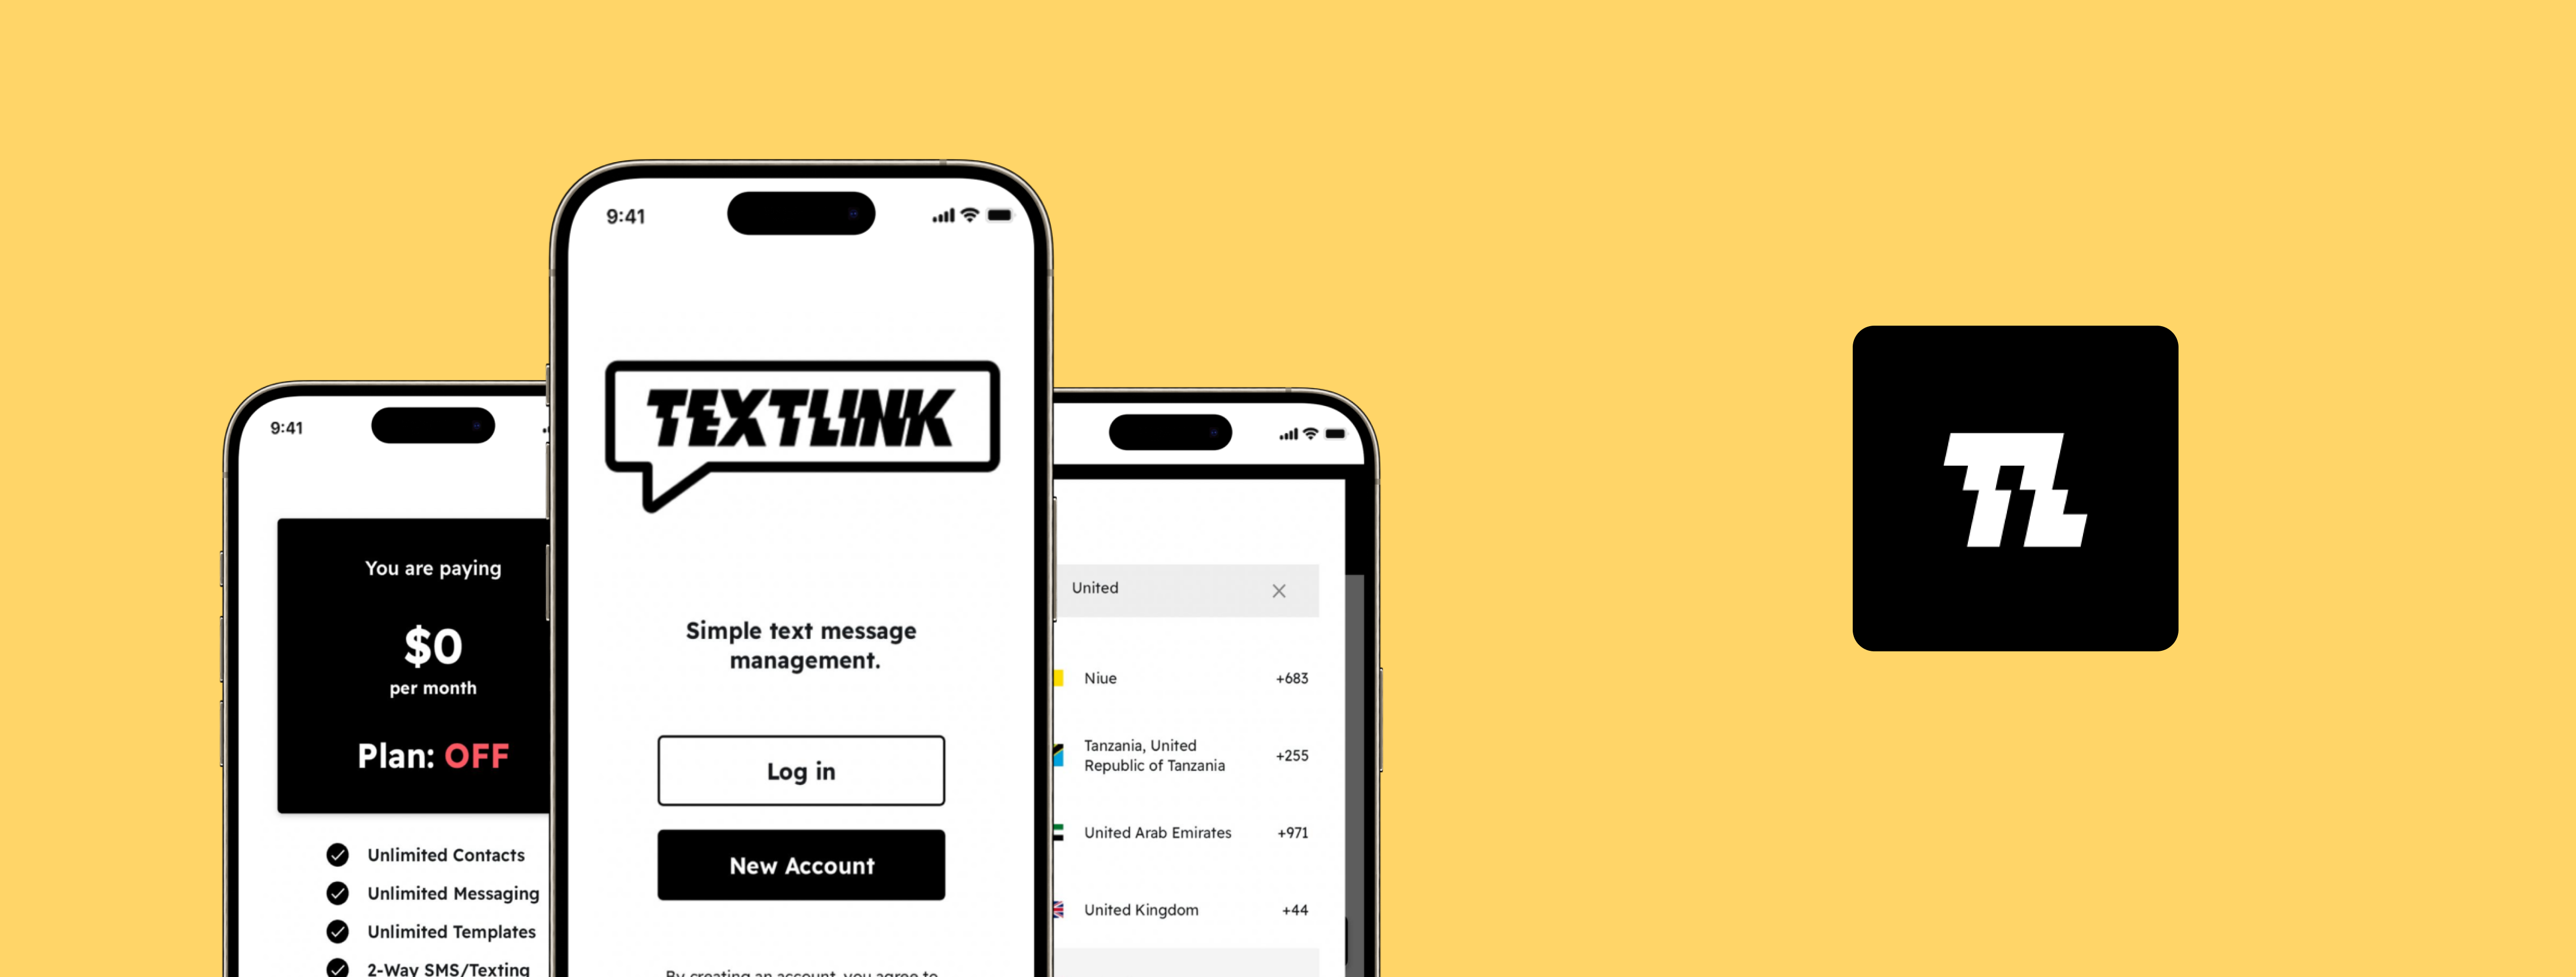 9:41
You are paying
$0
per month
Plan: OFF
Unlimited Contacts
Unlimited Messaging
Unlimited Templates
2-Way SMS/Texting
9:41
TEXTLINK
Simple text message
management.
Log in
New Account
By creating an account, you agree to
United
Niue +683
Tanzania, United
Republic of Tanzania +255
United Arab Emirates +971
United Kingdom +44
TL